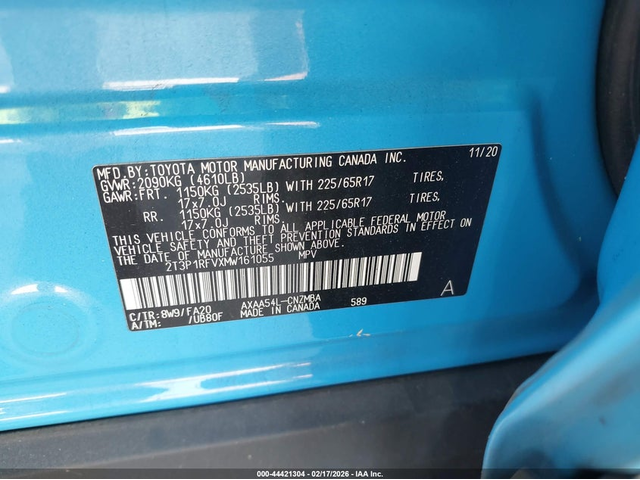 MFD. BY: TOYOTA MOTOR MANUFACTURING CANADA INC. 11/20
GVWR: 2090KG (4610LB)
GAWR: FRT. 1150KG (2535LB) WITH 225/65R17 TIRES.
17x7.0J RIMS.
RR. 1150KG (2535LB) WITH 225/65R17 TIRES.
17x7.0J RIMS.
THIS VEHICLE CONFORMS TO ALL APPLICABLE FEDERAL MOTOR
VEHICLE SAFETY AND THEFT PREVENTION STANDARDS IN EFFECT
ON THE DATE OF MANUFACTURE SHOWN ABOVE.
2T3P1RFVXMW161055 MPV
C/TR: 8W9/FA20 AXAA54L-CNZMBA 589 A
A/TM: /UB80F MADE IN CANADA
000-44421304 - 02/17/2026 - IAA Corp.